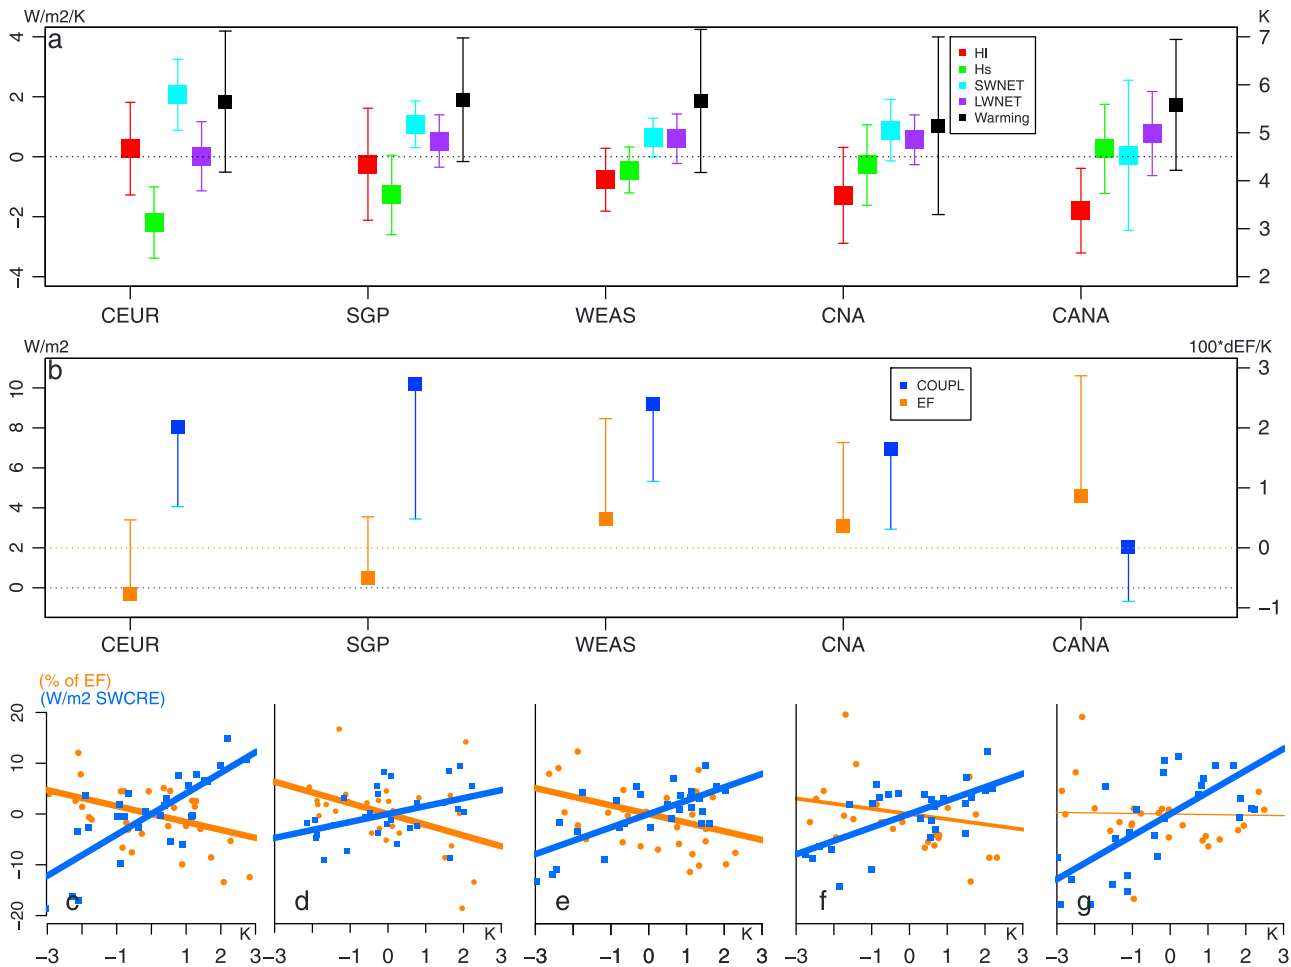 W/m2/K K
a
4 7
2 6
0 5
−2 4
−4 3
2
Hl
Hs
SWNET
LWNET
Warming
CEUR SGP WEAS CNA CANA
W/m2 100*dEF/K
b
10 3
8 2
6 1
4 0
2 −1
0
COUPL
EF
CEUR SGP WEAS CNA CANA
(% of EF)
(W/m2 SWCRE)
20
10
0
−10
−20
c d e f g
K K K K K
−3 −1 1 3 −3 −1 0 1 2 3 −3 −1 0 1 2 3 −3 −1 0 1 2 3 −3 −1 0 1 2 3